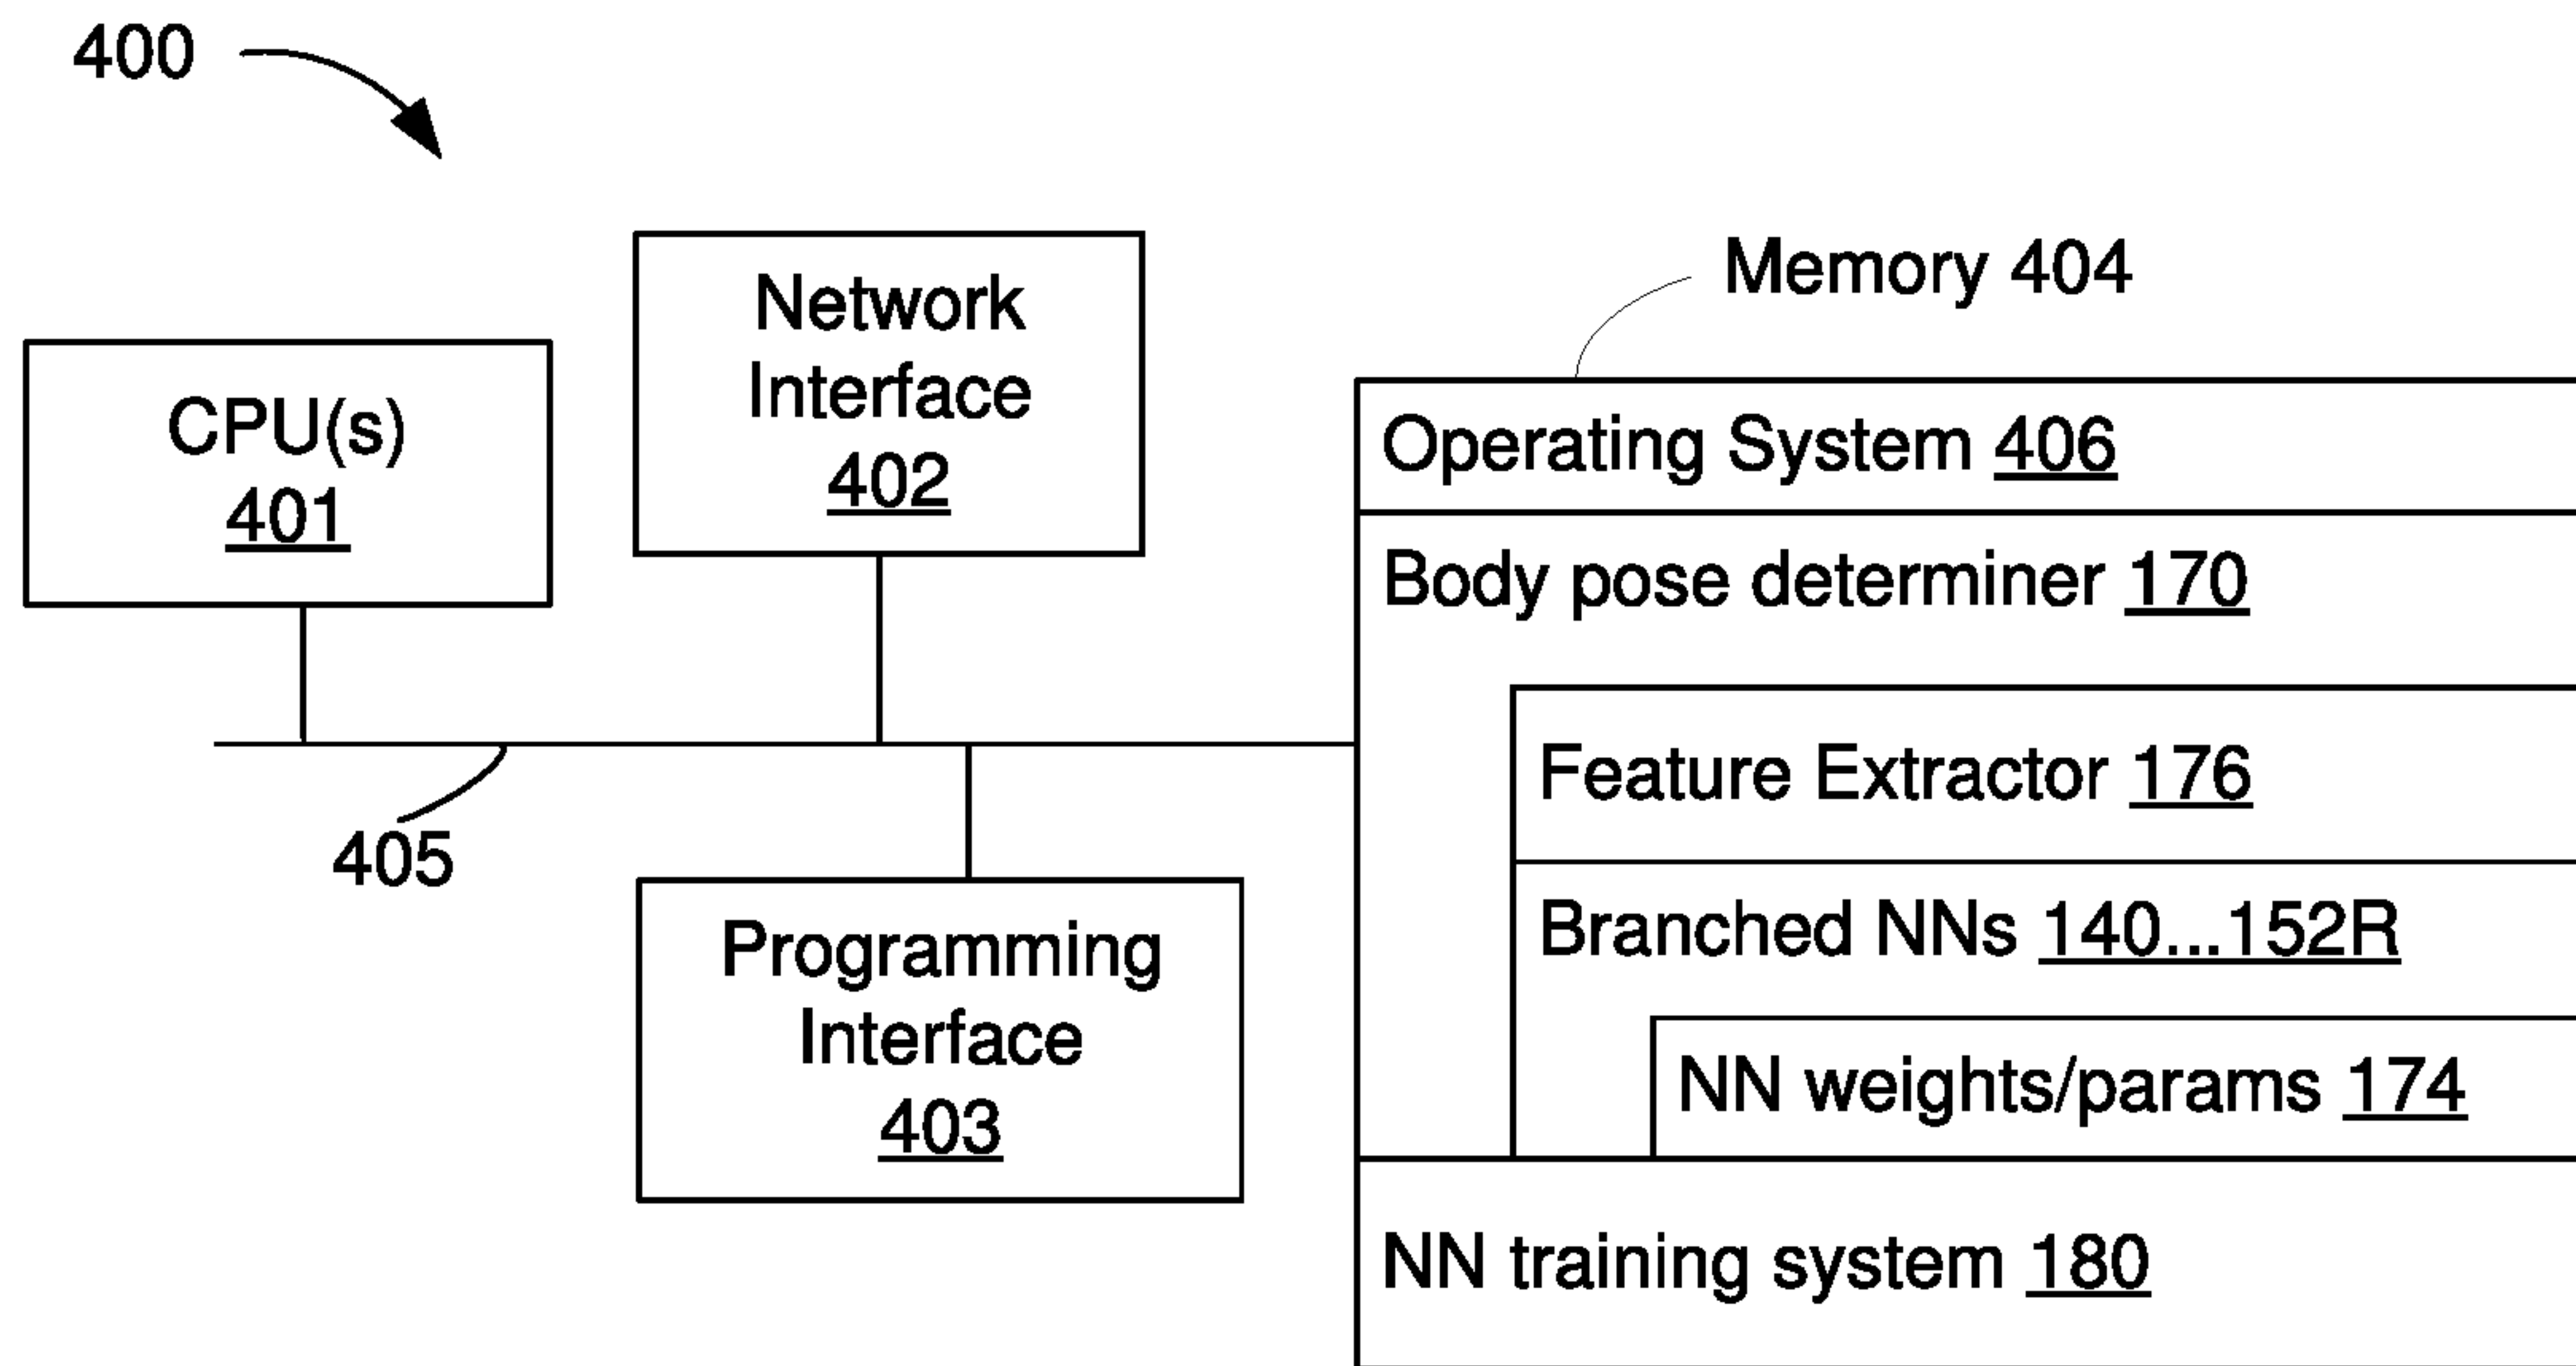 400
Network
Interface
402
Memory 404
CPU(s)
401
Operating System 406
Body pose determiner 170
Feature Extractor 176
405
Branched NNs 140...152R
Programming
Interface
403
NN weights/params 174
NN training system 180